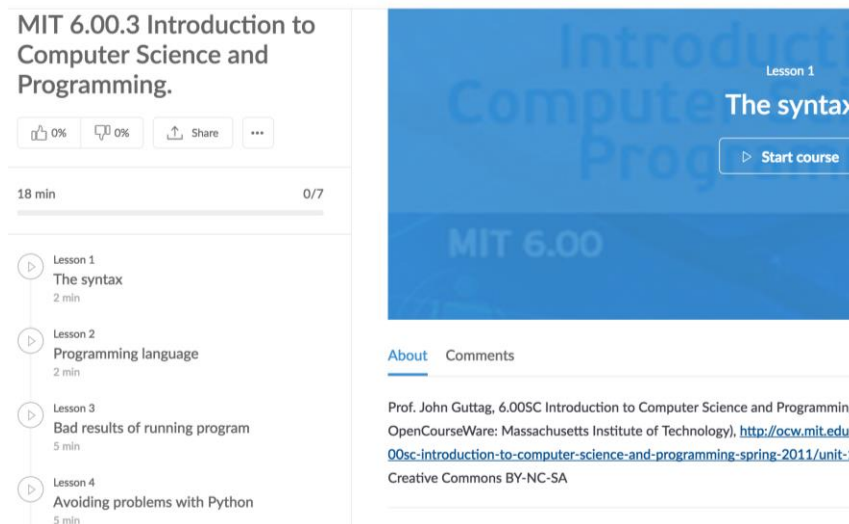 MIT 6.00.3 Introduction to
Computer Science and
Programming.
0%
0%
Share
18 min
0/7
Lesson 1
The syntax
2 min
Lesson 2
Programming language
2 min
Lesson 3
Bad results of running program
5 min
Lesson 4
Avoiding problems with Python
5 min
Lesson 1
The syntax
Start course
MIT 6.00
About Comments
Prof. John Guttag, 6.00SC Introduction to Computer Science and Programmin
OpenCourseWare: Massachusetts Institute of Technology), http://ocw.mit.edu
00sc-introduction-to-computer-science-and-programming-spring-2011/unit-
Creative Commons BY-NC-SA